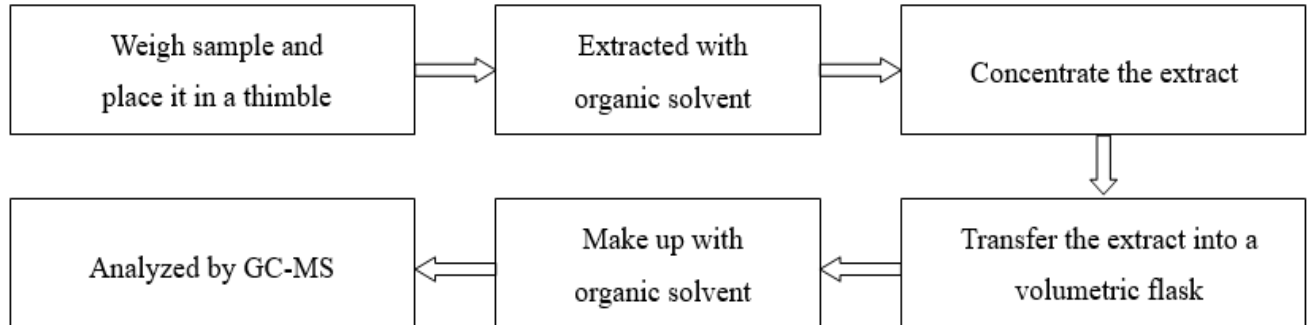 Weigh sample and
place it in a thimble
Extracted with
organic solvent
Concentrate the extract
Transfer the extract into a
volumetric flask
Make up with
organic solvent
Analyzed by GC-MS